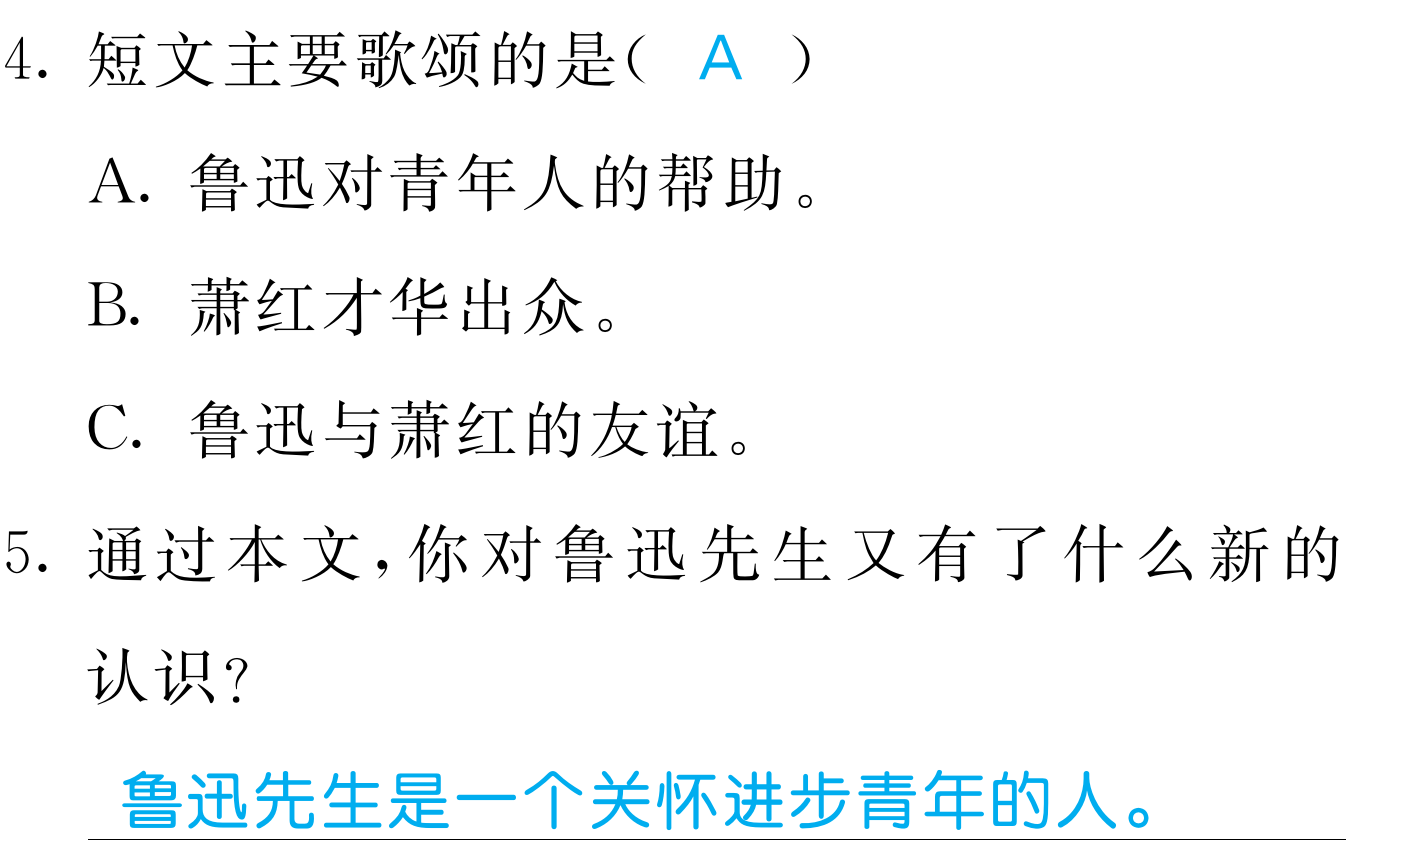 4. 短文主要歌颂的是( A )
A. 鲁迅对青年人的帮助。
B. 萧红才华出众。
C. 鲁迅与萧红的友谊。
5. 通过本文,你对鲁迅先生又有了什么新的
认识?
鲁迅先生是一个关怀进步青年的人。